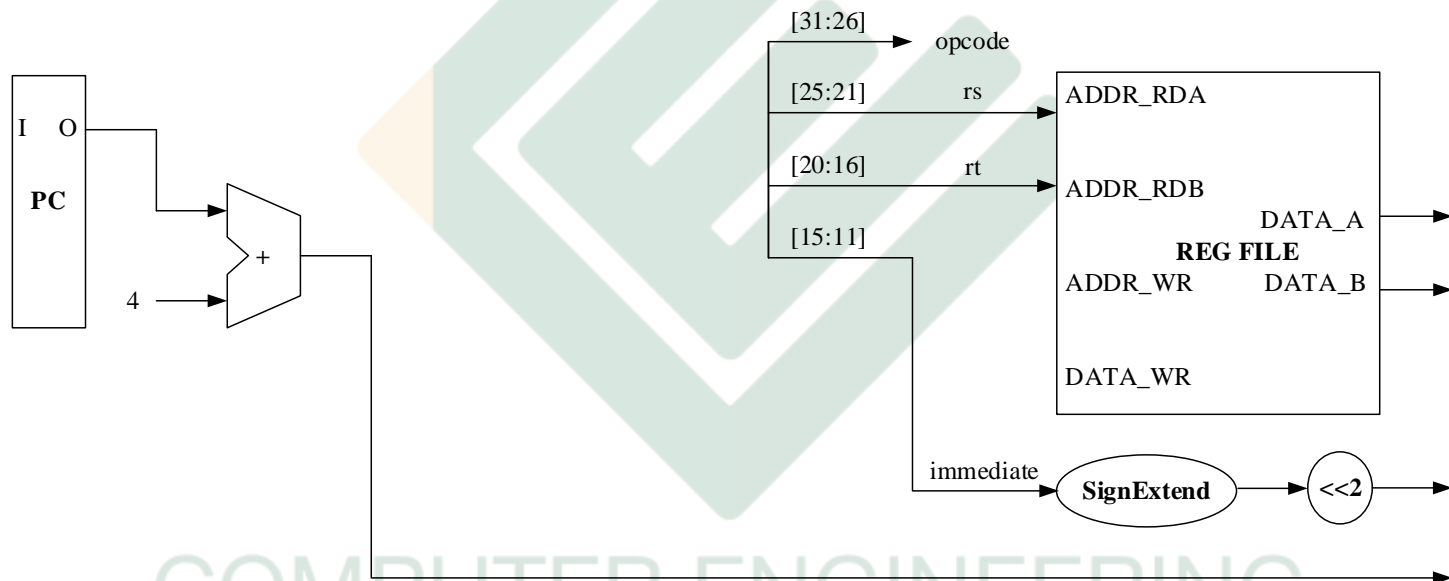 [31:26]
opcode
[25:21] rs
ADDR_RDA
I O
[20:16] rt
PC
ADDR_RDB
DATA_A
[15:11]
REG FILE
+
ADDR_WR
DATA_B
4
DATA_WR
immediate
SignExtend
<<2
COMPUTER ENGINEERING